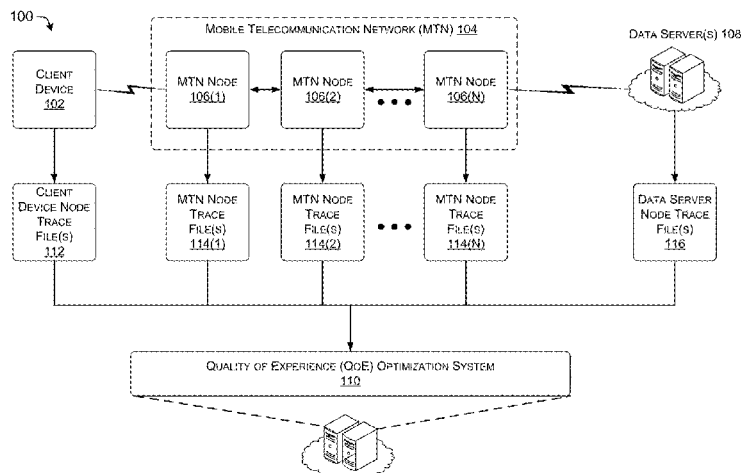 100
MOBILE TELECOMMUNICATION NETWORK (MTN) 104
DATA SERVER(S) 108
CLIENT
DEVICE
102
MTN NODE
106(1)
MTN NODE
106(2)
MTN NODE
106(N)
CLIENT
DEVICE NODE
TRACE
FILE(S)
112
MTN NODE
TRACE
FILE(S)
114(1)
MTN NODE
TRACE
FILE(S)
114(2)
MTN NODE
TRACE
FILE(S)
114(N)
DATA SERVER
NODE TRACE
FILE(S)
116
QUALITY OF EXPERIENCE (QOE) OPTIMIZATION SYSTEM
110